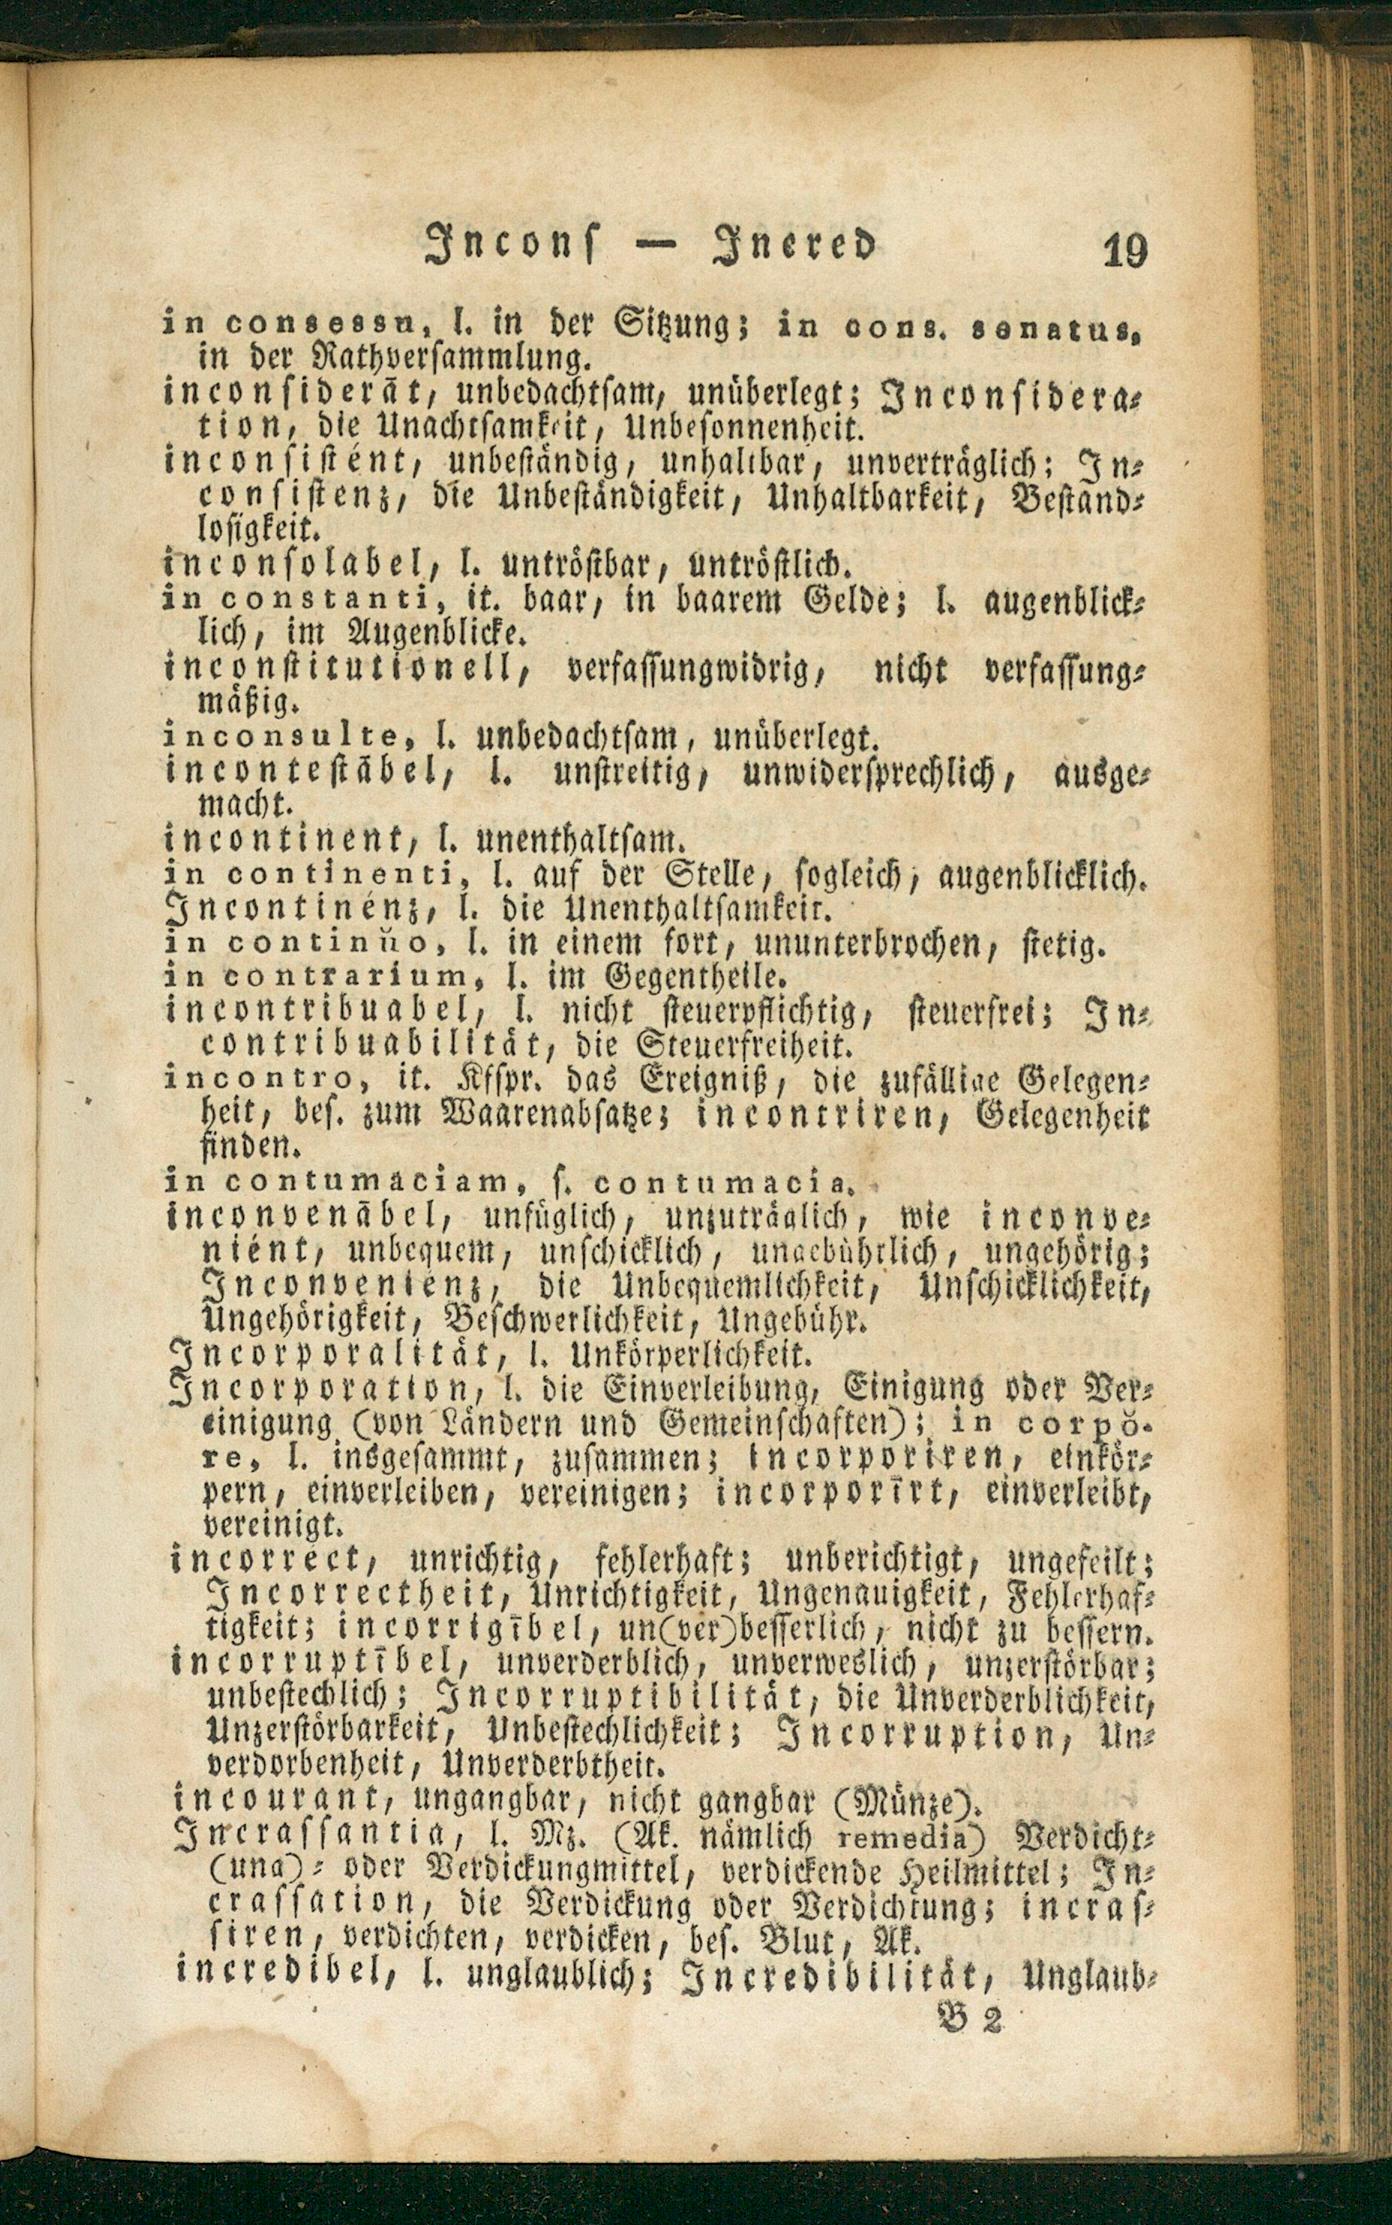 Incons — Inered 19
in consessn, l. in der Sitzung; in cons. senatus,
in der Rathversammlung.
inconsiderāt, unbedachtsam, unüberlegt; Inconsidera-
tion, die Unachtsamkeit, Unbesonnenheit.
inconsistént, unbeständig, unhaltbar, unverträglich; In-
consistenz, die Unbeständigkeit, Unhaltbarkeit, Bestand-
losigkeit.
inconsolabel, l. untröstbar, untröstlich.
in constanti, it. baar, in baarem Gelde; l. augenblick-
lich, im Augenblicke.
inconstitutionell, verfassungwidrig, nicht verfassung-
mäßig.
inconsulte, l. unbedachtsam, unüberlegt.
incontestābel, l. unstreitig, unwidersprechlich, ausge-
macht.
incontinent, l. unenthaltsam.
in continenti, l. auf der Stelle, sogleich, augenblicklich.
Incontinénz, l. die Unenthaltsamkeit.
in continŭo, l. in einem fort, ununterbrochen, stetig.
in contrarium, l. im Gegentheile.
incontribuabel, l. nicht steuerpflichtig, steuerfrei; In-
contribuabilität, die Steuerfreiheit.
incontro, it. Kfspr. das Ereigniß, die zufällige Gelegen-
heit, bes. zum Waarenabsatze; incontriren, Gelegenheit
finden.
in contumaciam, s. contumacia.
inconvenābel, unfüglich, unzuträglich, wie inconve-
niént, unbequem, unschicklich, ungebührlich, ungehörig;
Inconveniénz, die Unbequemlichkeit, Unschicklichkeit,
Ungehörigkeit, Beschwerlichkeit, Ungebühr.
Incorporalität, l. Unkörperlichkeit.
Incorporation, l. die Einverleibung, Einigung oder Ver-
einigung (von Ländern und Gemeinschaften); in corpŏ-
re, l. insgesammt, zusammen; incorporiren, einkör-
pern, einverleiben, vereinigen; incorporīrt, einverleibt,
vereinigt.
incorrect, unrichtig, fehlerhaft; unberichtigt, ungefeilt;
Incorrectheit, Unrichtigkeit, Ungenauigkeit, Fehlerhaf-
tigkeit; incorrigībel, un(ver)besserlich, nicht zu bessern.
incorruptībel, unverderblich, unverweslich, unzerstörbar;
unbestechlich; Incorruptibilität, die Unverderblichkeit,
Unzerstörbarkeit, Unbestechlichkeit; Incorruption, Un-
verdorbenheit, Unverderbtheit.
incourant, ungangbar, nicht gangbar (Münze).
Incrassantia, l. Mz. (Ak. nämlich remedia) Verdicht-
(ung)- oder Verdickungmittel, verdickende Heilmittel; In-
crassation, die Verdickung oder Verdichtung; incras-
siren, verdichten, verdicken, bes. Blut, Ak.
incredibel, l. unglaublich; Incredibilität, Unglaub-
B 2